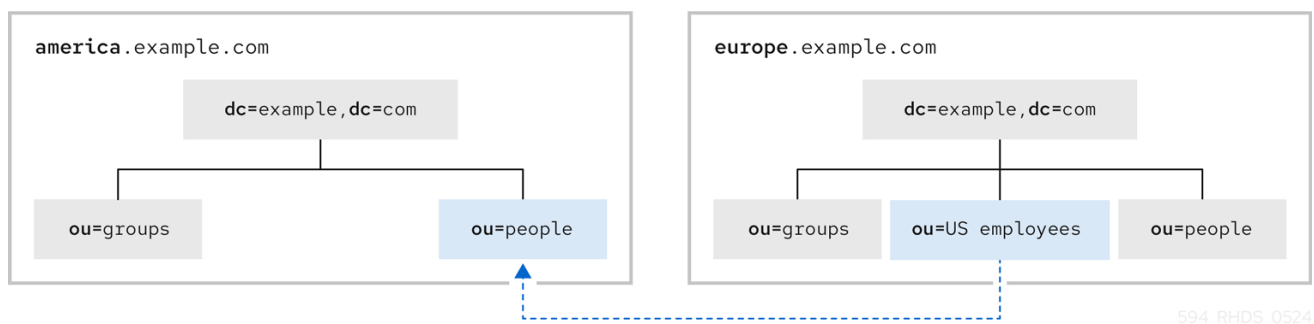 america.example.com
dc=example,dc=com
ou=groups
ou=people
europe.example.com
dc=example,dc=com
ou=groups
ou=US employees
ou=people
594 RHDS 0524